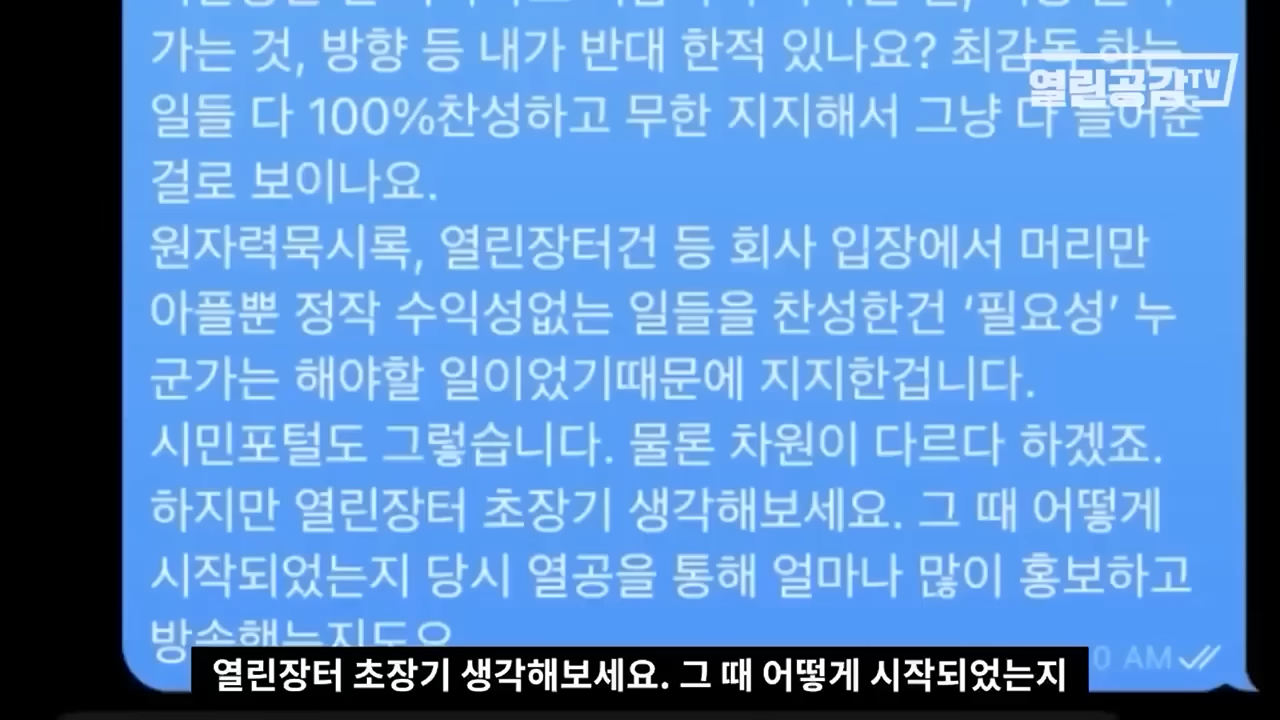 가는 것, 방향 등 내가 반대 한적 있나요? 최감독 하는
열린공감TV
일들 다 100%찬성하고 무한 지지해서 그냥 다 들어준
걸로 보이나요.
원자력묵시록, 열린장터건 등 회사 입장에서 머리만
아플뿐 정작 수익성없는 일들을 찬성한건 '필요성' 누
군가는 해야할 일이었기때문에 지지한겁니다.
시민포털도 그렇습니다. 물론 차원이 다르다 하겠죠.
하지만 열린장터 초장기 생각해보세요. 그 때 어떻게
시작되었는지 당시 열공을 통해 얼마나 많이 홍보하고
방송했는지도요
0 AM
열린장터 초장기 생각해보세요. 그 때 어떻게 시작되었는지